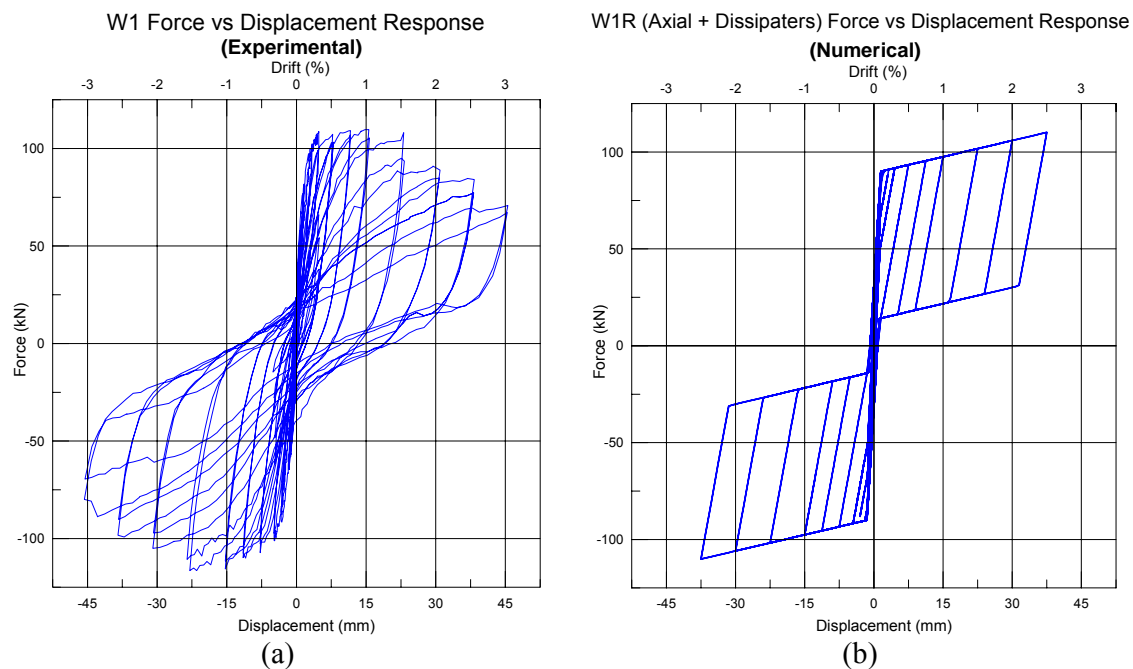 W1 Force vs Displacement Response
(Experimental)
Drift (%)
-3 -2 -1 0 1 2 3
100
50
0
-50
-100
Force (kN)
-45 -30 -15 0 15 30 45
Displacement (mm)
(a)
W1R (Axial + Dissipaters) Force vs Displacement Response
(Numerical)
Drift (%)
-3 -2 -1 0 1 2 3
100
50
0
-50
-100
Force (kN)
-45 -30 -15 0 15 30 45
Displacement (mm)
(b)